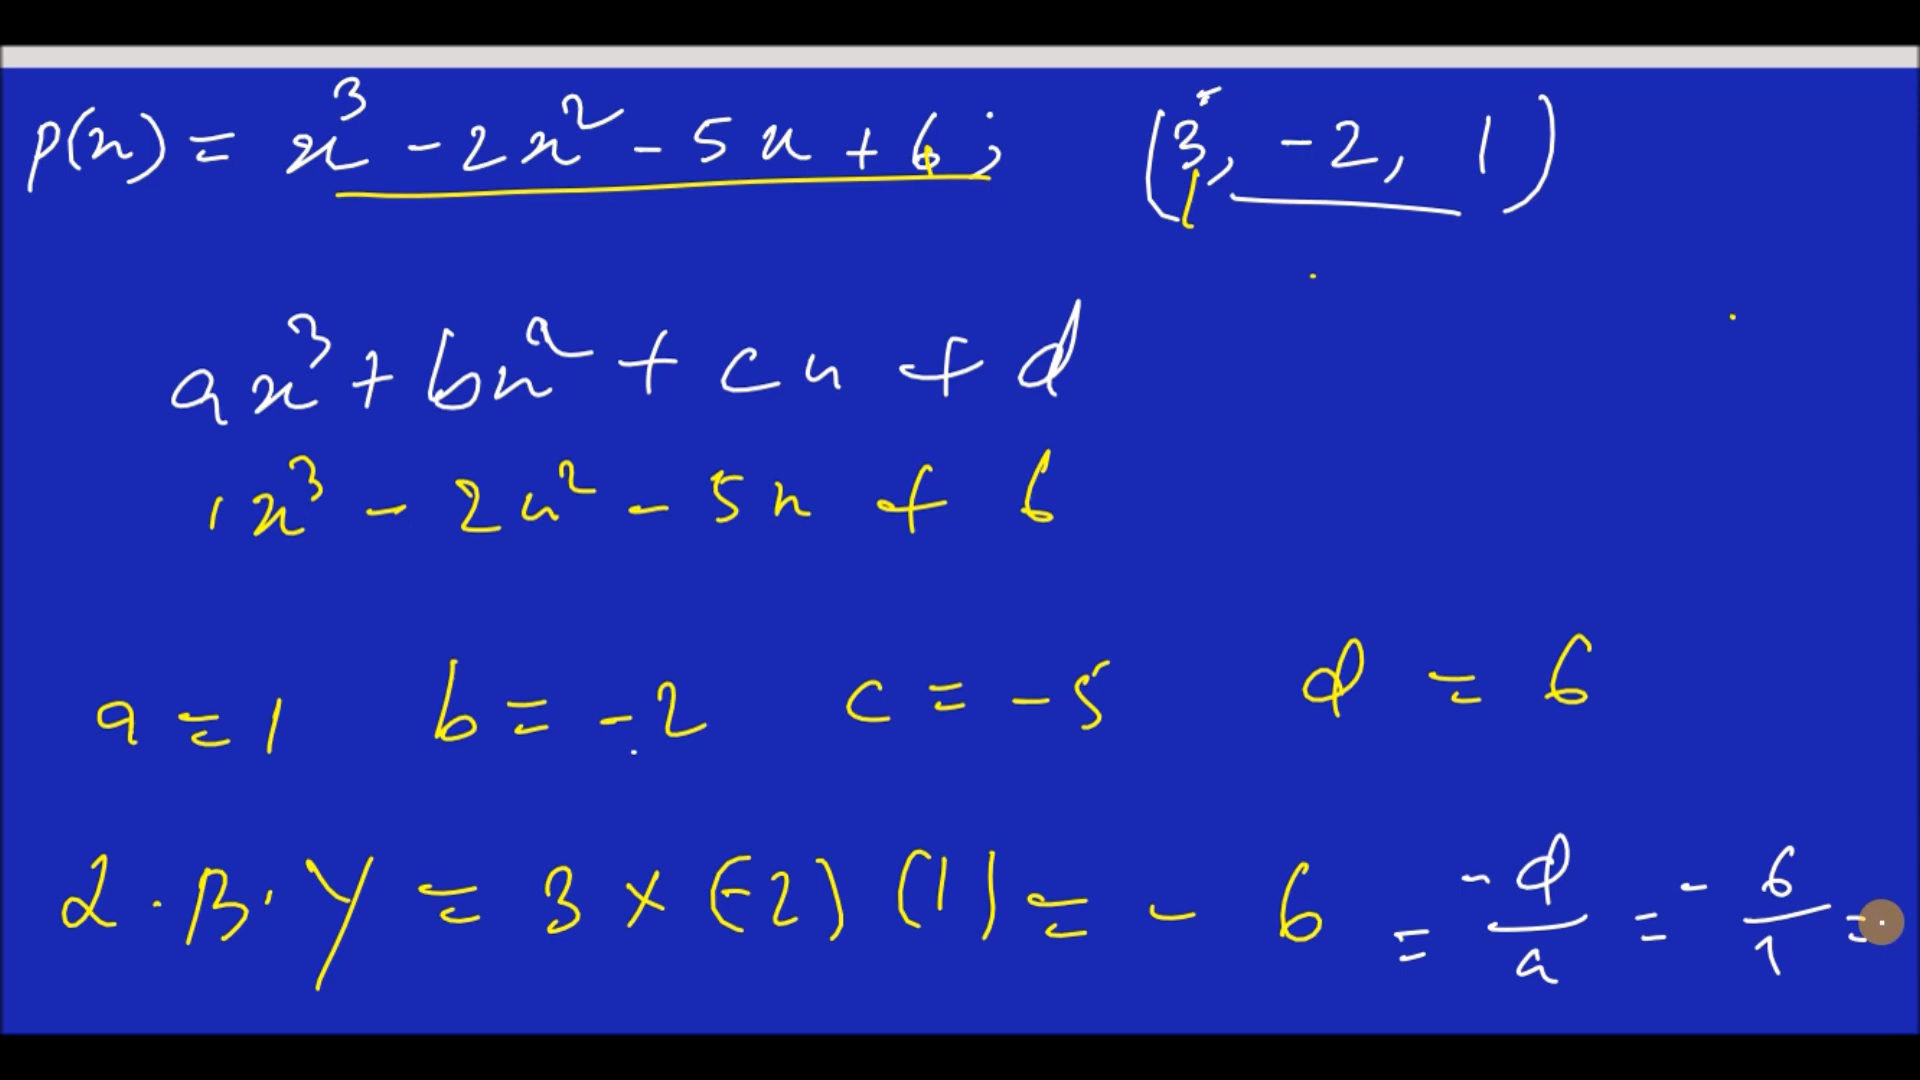 p(x) = x³ - 2x² - 5x + 6; (3, -2, 1)
ax³ + bx² + cx + d
1x³ - 2x² - 5x + 6
a = 1 b = -2 c = -5 d = 6
α · β · γ = 3 × (-2) (1) = - 6 = -d/a = - 6/1 =